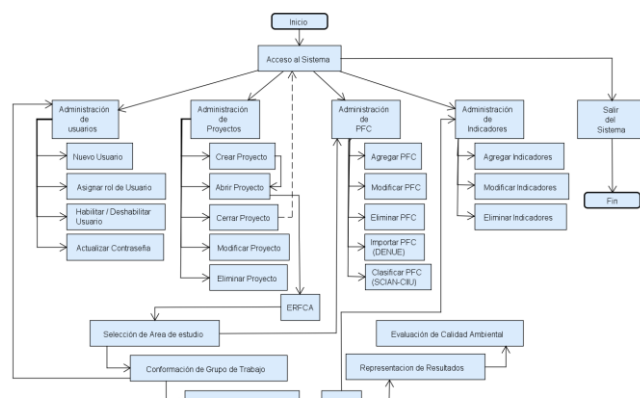 Inicio
Acceso al Sistema
Administración
de
usuarios
Administración
de
Proyectos
Administración
de
PFC
Administración
de
Indicadores
Salir
del
Sistema
Nuevo Usuario
Crear Proyecto
Agregar PFC
Agregar Indicadores
Asignar rol de Usuario
Abrir Proyecto
Modificar PFC
Modificar Indicadores
Fin
Habilitar / Deshabilitar
Usuario
Cerrar Proyecto
Eliminar PFC
Eliminar Indicadores
Actualizar Contraseña
Modificar Proyecto
Importar PFC
(DENUE)
Eliminar Proyecto
Clasificar PFC
(SCIAN-CIIU)
ERFCA
Selección de Area de estudio
Evaluación de Calidad Ambiental
Conformación de Grupo de Trabajo
Representacion de Resultados